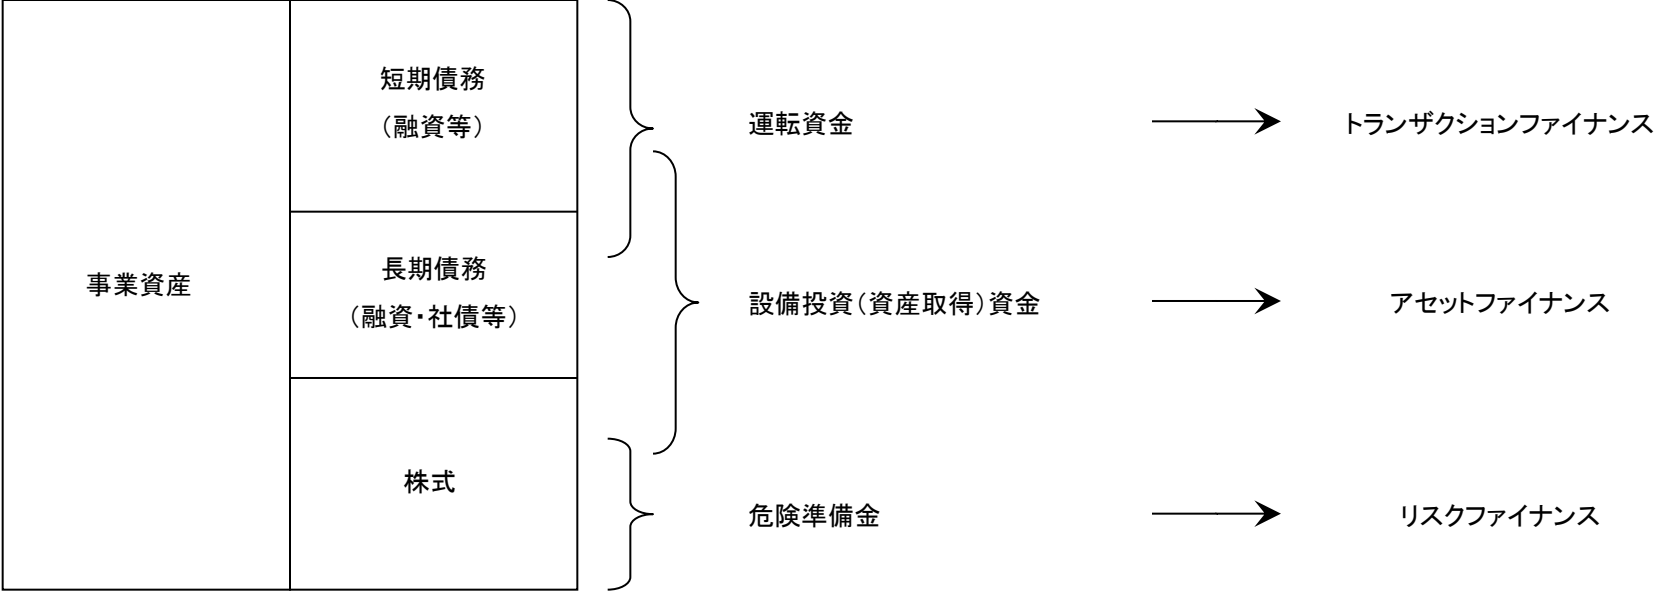 短期債務
（融資等）
運転資金
トランザクションファイナンス
事業資産
長期債務
（融資・社債等）
設備投資（資産取得）資金
アセットファイナンス
株式
危険準備金
リスクファイナンス